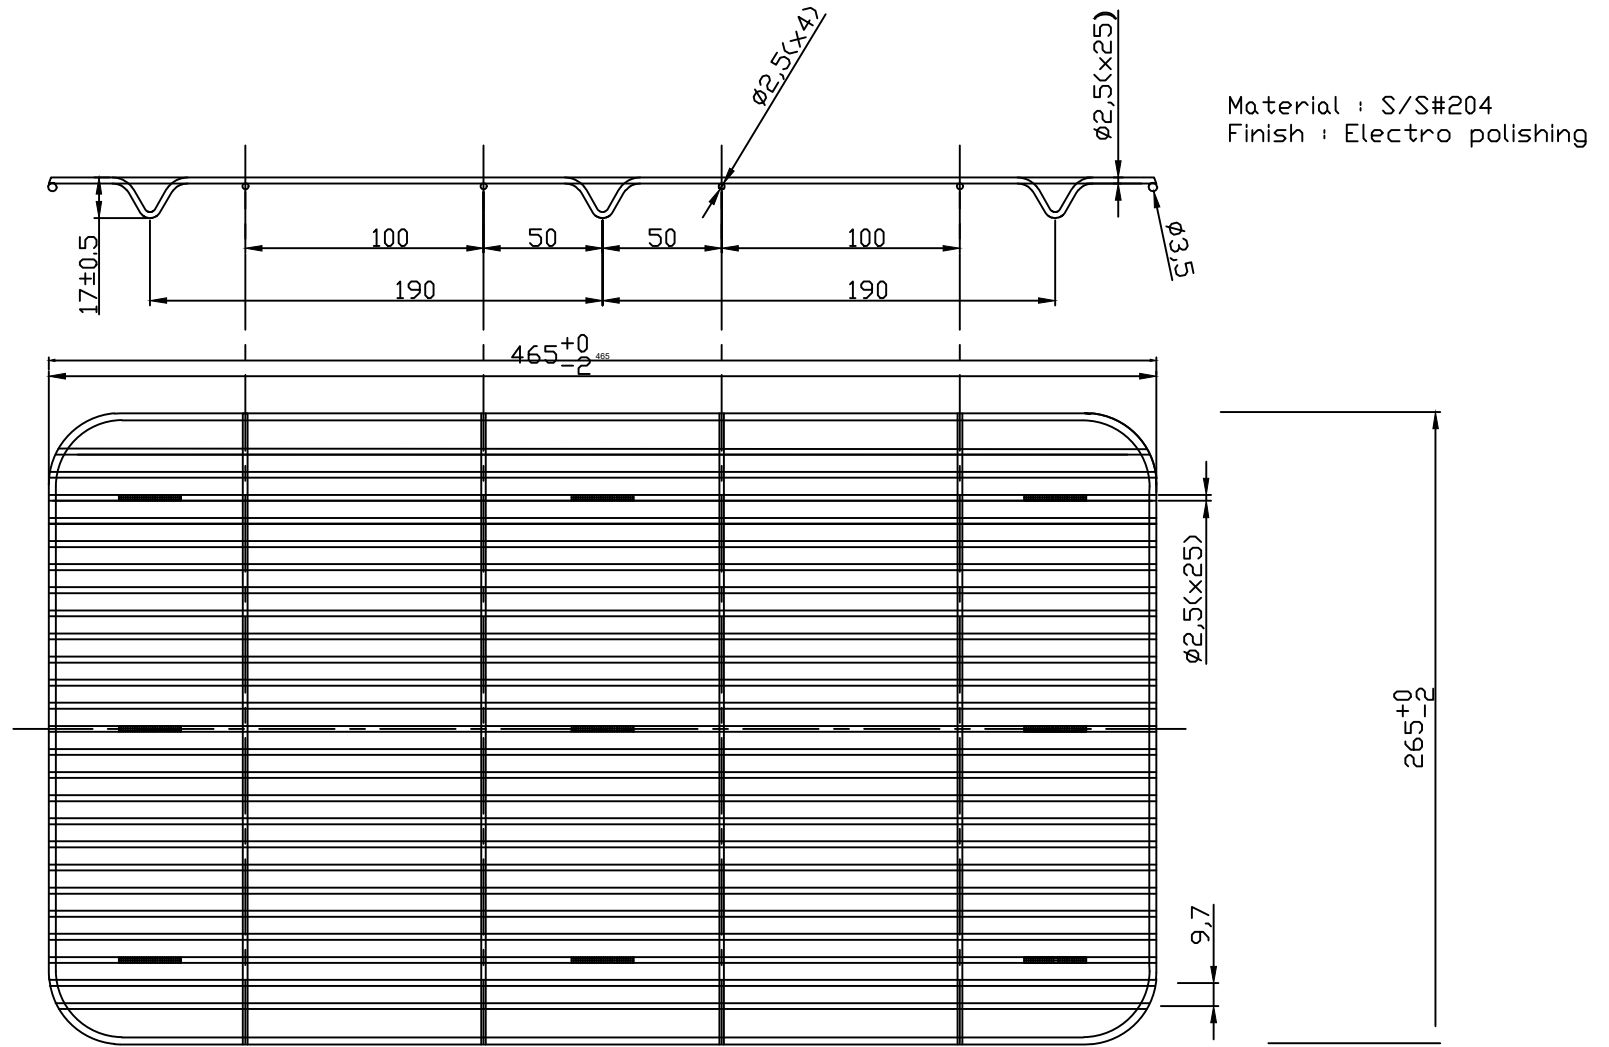 ø2,5(x4)
ø2,5(x25)
Material : S/S#204
Finish : Electro polishing
17±0,5
100
50
50
100
ø3,5
190
190
465+0
-2
465
ø2,5(x25)
265+0
-2
9,7